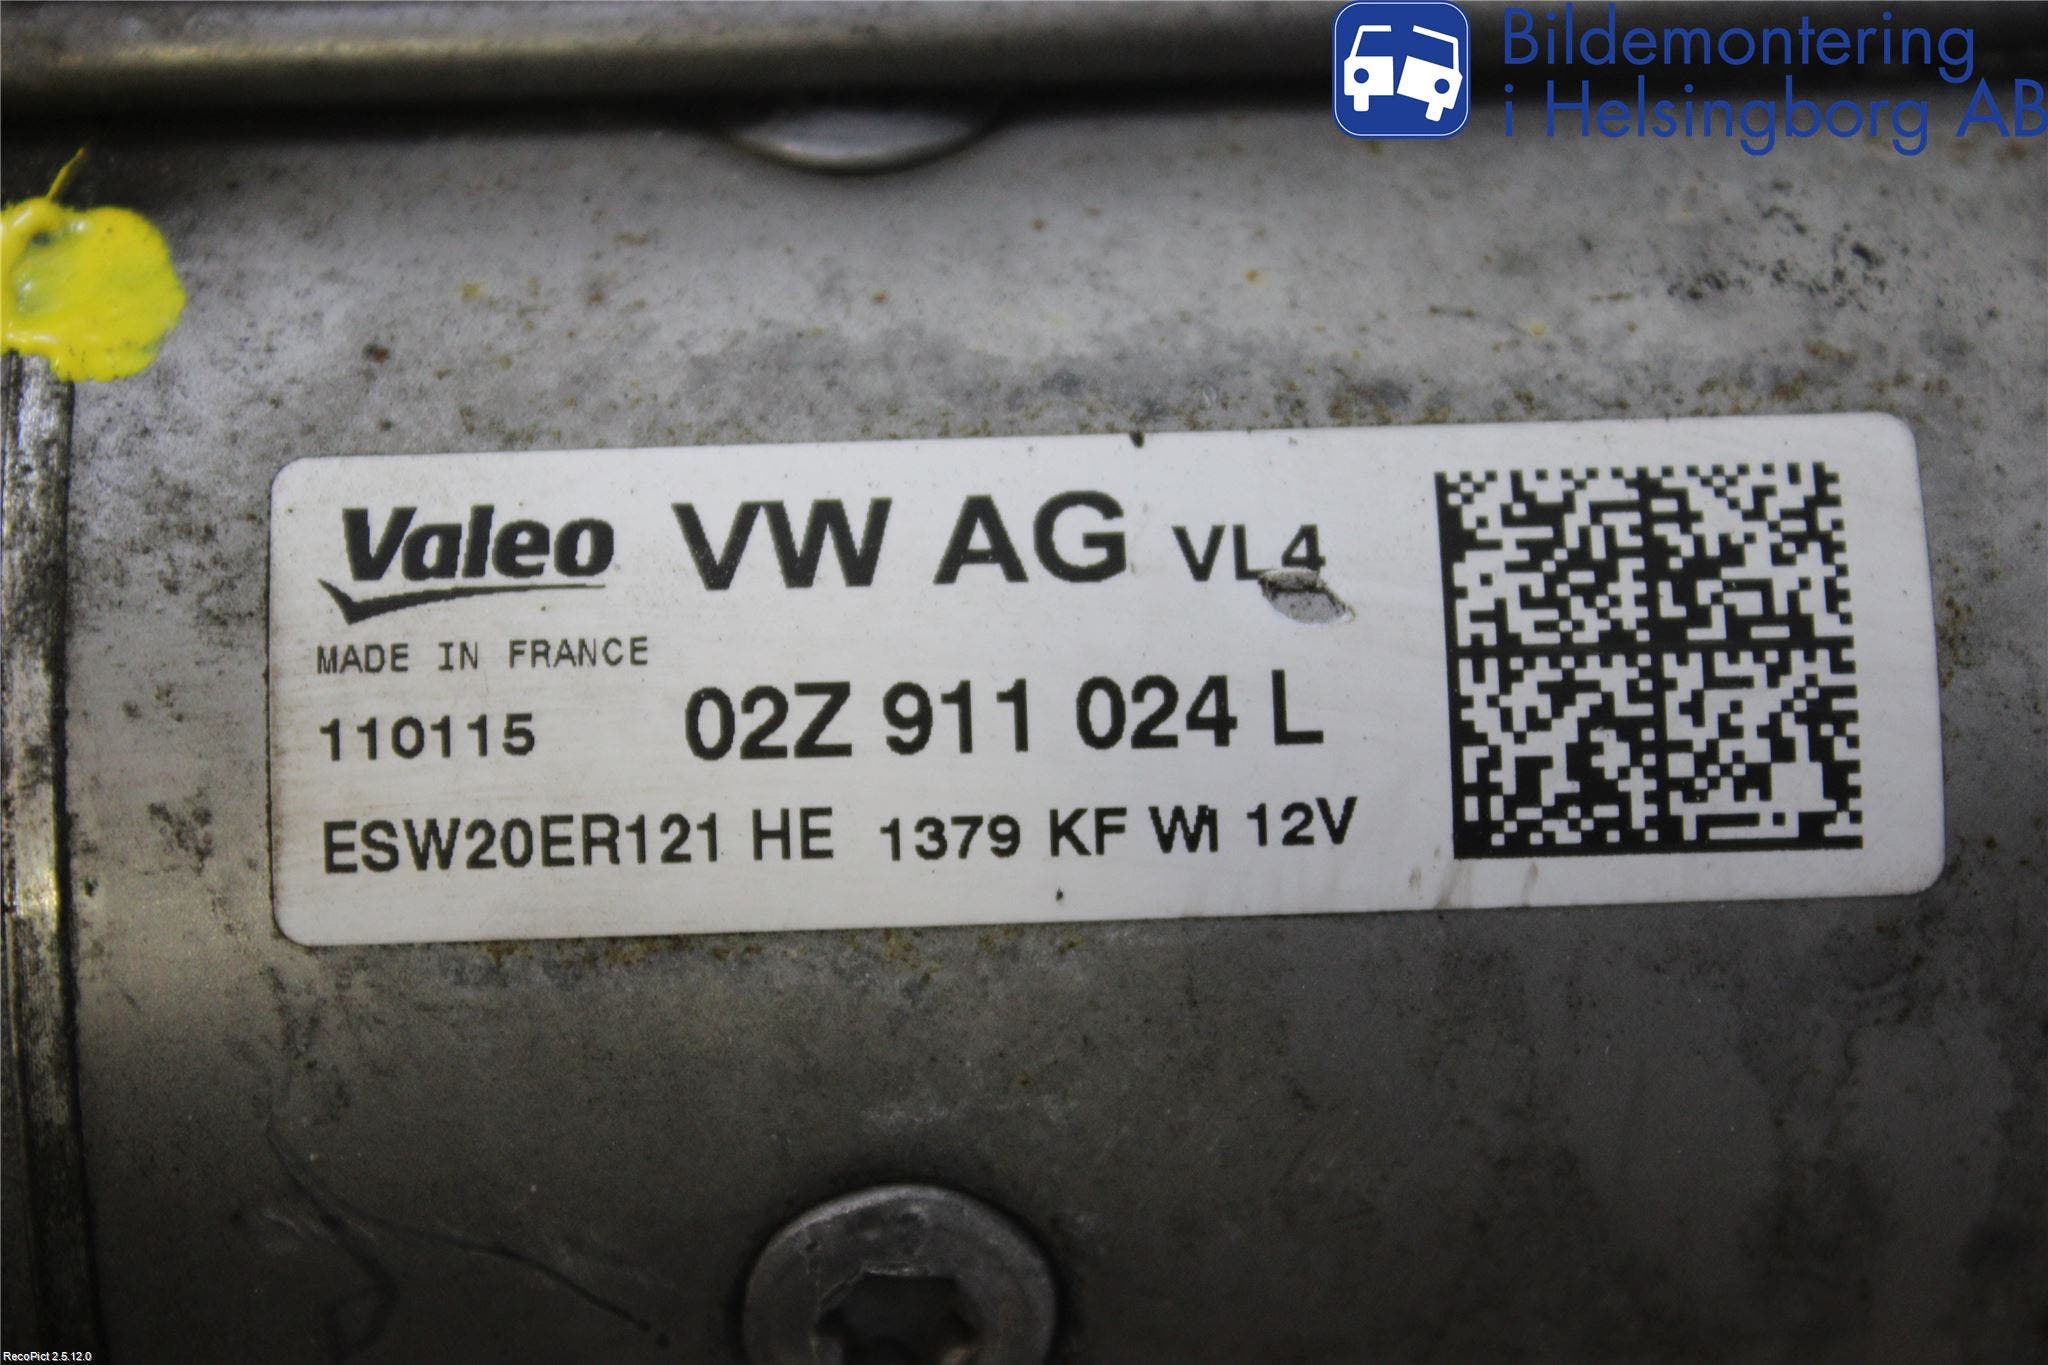 Bildemontering
i Helsingborg AB
Valeo VW AG VL4
MADE IN FRANCE
110115 02Z 911 024 L
ESW20ER121 HE 1379 KF W1 12V
RecoPict 2.5.12.0